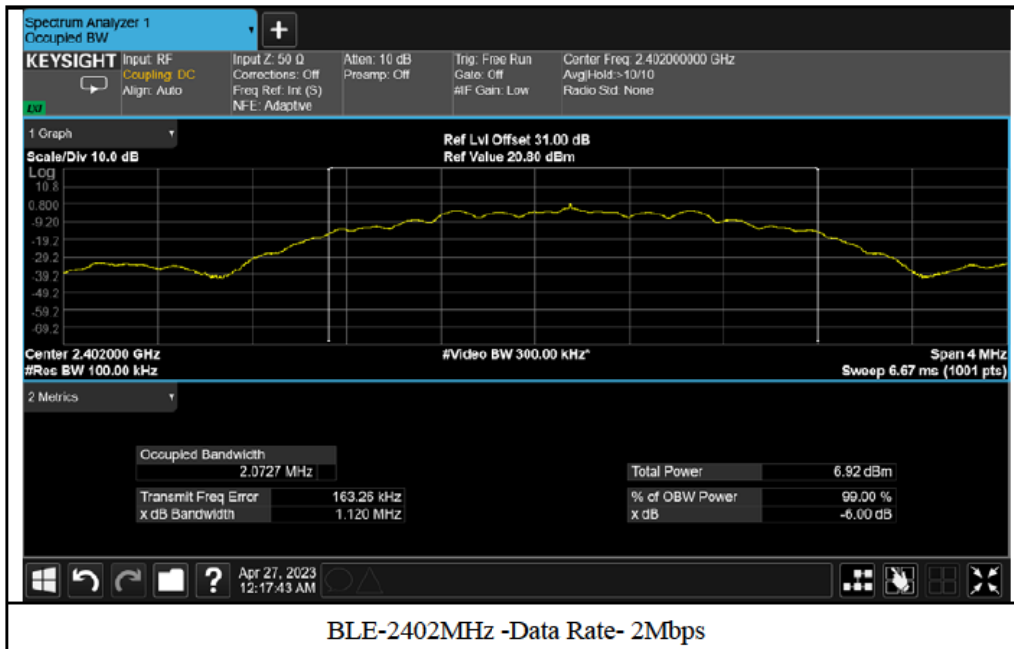 Spectrum Analyzer 1
Occupied BW
+
KEYSIGHT
Input: RF
Coupling: DC
Align: Auto
Input Z: 50 Ω
Corrections: Off
Freq Ref: Int (S)
NFE: Adaptive
Atten: 10 dB
Preamp: Off
Trig: Free Run
Gate: Off
#IF Gain: Low
Center Freq: 2.402000000 GHz
Avg|Hold:>10/10
Radio Std: None
LXI
1 Graph
Scale/Div 10.0 dB
Ref Lvl Offset 31.00 dB
Ref Value 20.80 dBm
Log
10.8
0.800
-9.20
-19.2
-29.2
-39.2
-49.2
-59.2
-69.2
Center 2.402000 GHz
#Video BW 300.00 kHz*
Span 4 MHz
#Res BW 100.00 kHz
Sweep 6.67 ms (1001 pts)
2 Metrics
Occupied Bandwidth
2.0727 MHz
Total Power 6.92 dBm
Transmit Freq Error 163.26 kHz
% of OBW Power 99.00 %
x dB Bandwidth 1.120 MHz
x dB -6.00 dB
?
Apr 27, 2023
12:17:43 AM
BLE-2402MHz -Data Rate- 2Mbps